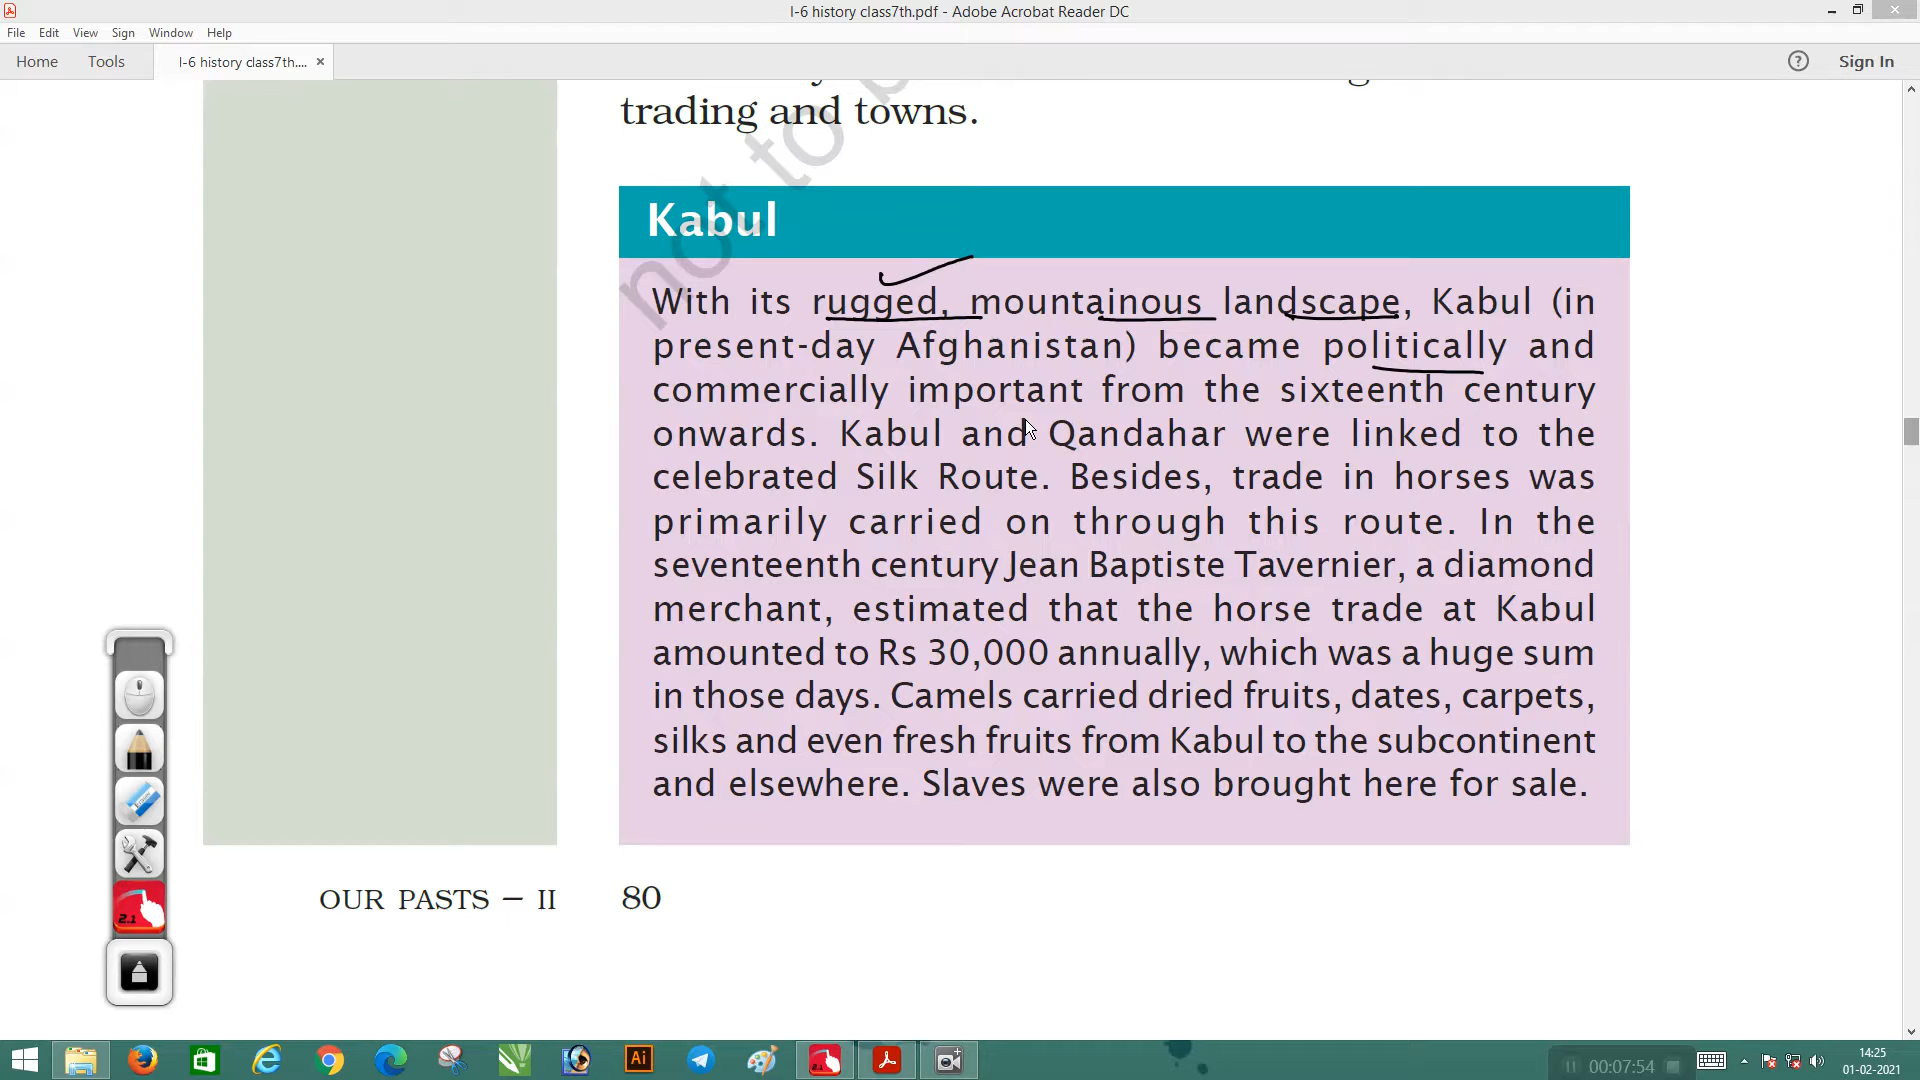 I-6 history class7th.pdf - Adobe Acrobat Reader DC
File Edit View Sign Window Help
Home Tools I-6 history class7th.... × ? Sign In
trading and towns.
not to b
Kabul
With its rugged, mountainous landscape, Kabul (in
present-day Afghanistan) became politically and
commercially important from the sixteenth century
onwards. Kabul and Qandahar were linked to the
celebrated Silk Route. Besides, trade in horses was
primarily carried on through this route. In the
seventeenth century Jean Baptiste Tavernier, a diamond
merchant, estimated that the horse trade at Kabul
amounted to Rs 30,000 annually, which was a huge sum
in those days. Camels carried dried fruits, dates, carpets,
silks and even fresh fruits from Kabul to the subcontinent
and elsewhere. Slaves were also brought here for sale.
OUR PASTS – II 80
2.1
Ai
00:07:54
14:25
01-02-2021